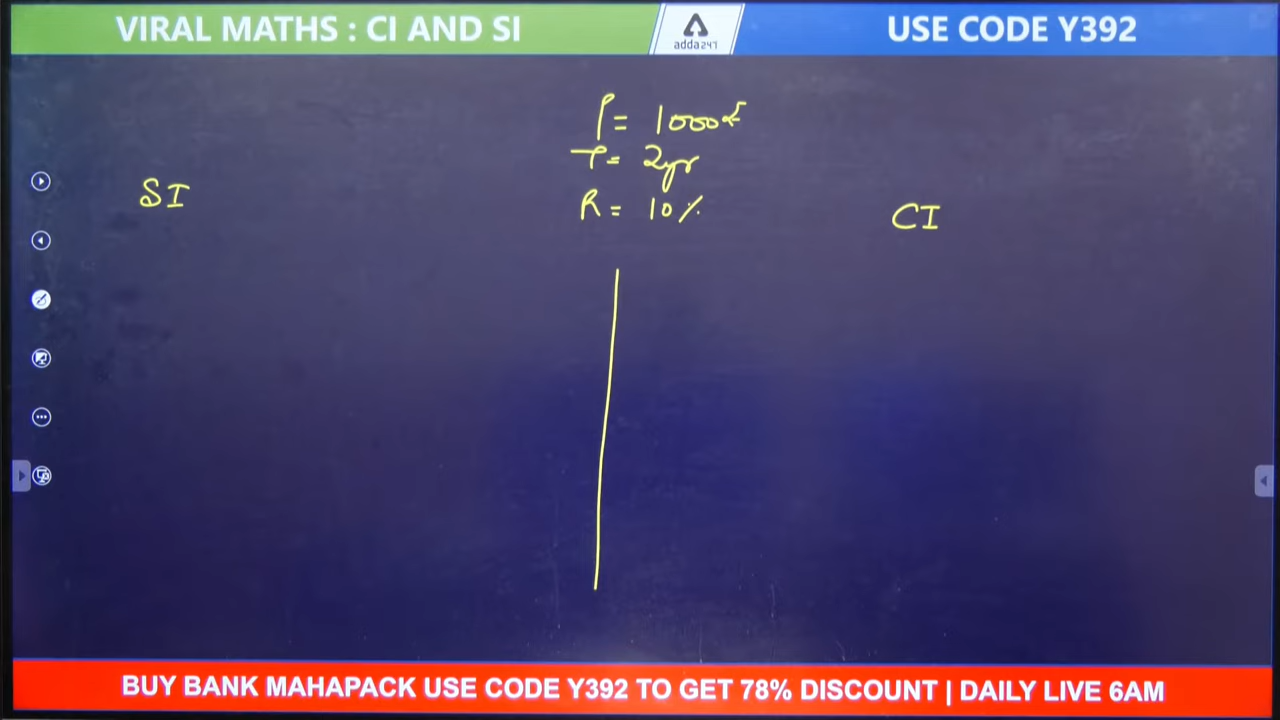 VIRAL MATHS : CI AND SI
adda247
USE CODE Y392
P = 1000₹
T = 2yr
R = 10%
SI
CI
BUY BANK MAHAPACK USE CODE Y392 TO GET 78% DISCOUNT | DAILY LIVE 6AM